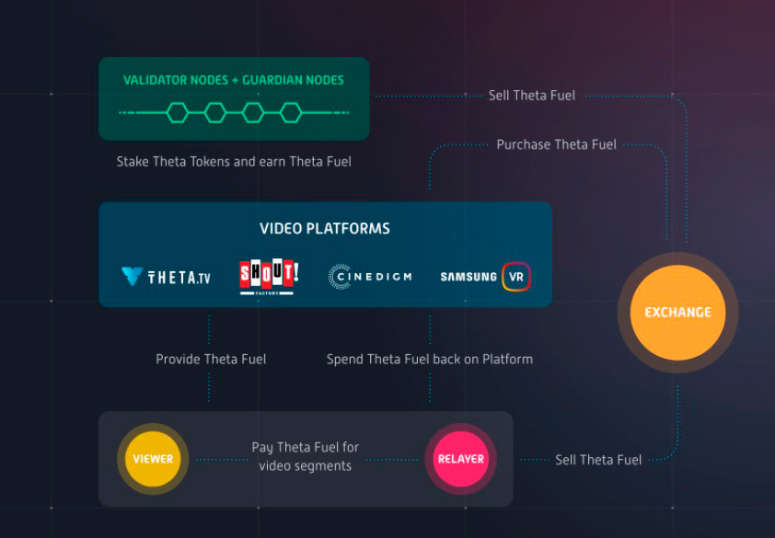 VALIDATOR NODES + GUARDIAN NODES
Sell Theta Fuel
Purchase Theta Fuel
Stake Theta Tokens and earn Theta Fuel
VIDEO PLATFORMS
THETA.TV
SHOUT!
FACTORY
CINEDIGM
SAMSUNG VR
EXCHANGE
Provide Theta Fuel
Spend Theta Fuel back on Platform
VIEWER
Pay Theta Fuel for
video segments
RELAYER
Sell Theta Fuel